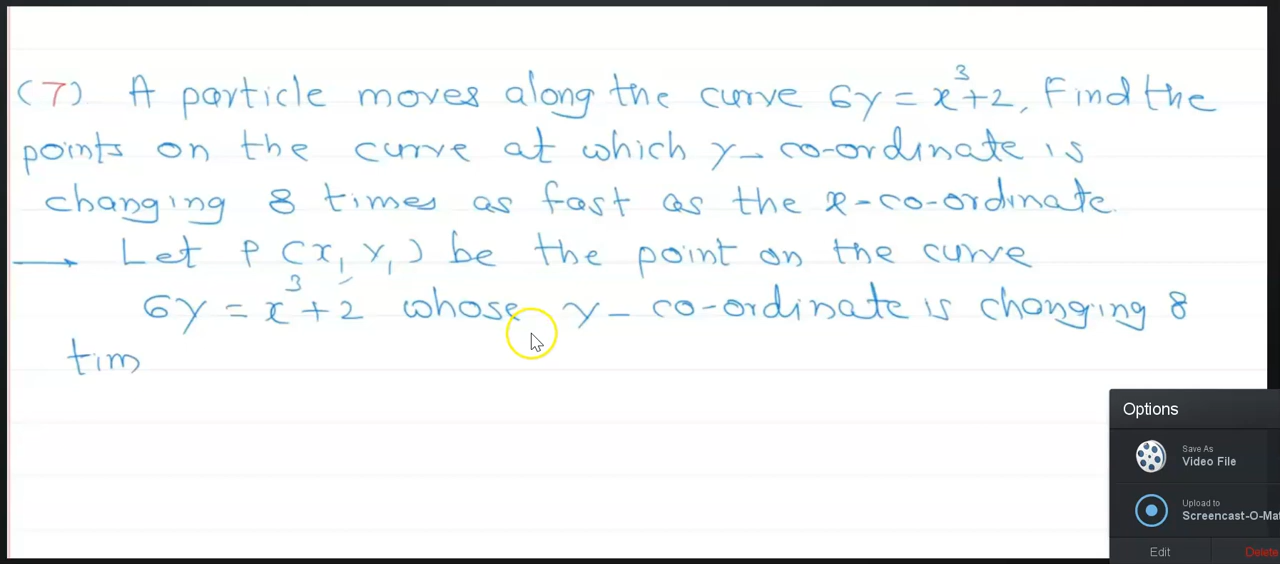 (7) A particle moves along the curve 6y = x³+2. Find the
points on the curve at which y-co-ordinate is
changing 8 times as fast as the x-co-ordinate.
Let P(x₁, y₁) be the point on the curve
6y = x³+2 whose y-co-ordinate is changing 8
tim
Options
Save As
Video File
Upload to
Screencast-O-Mat
Edit
Delete